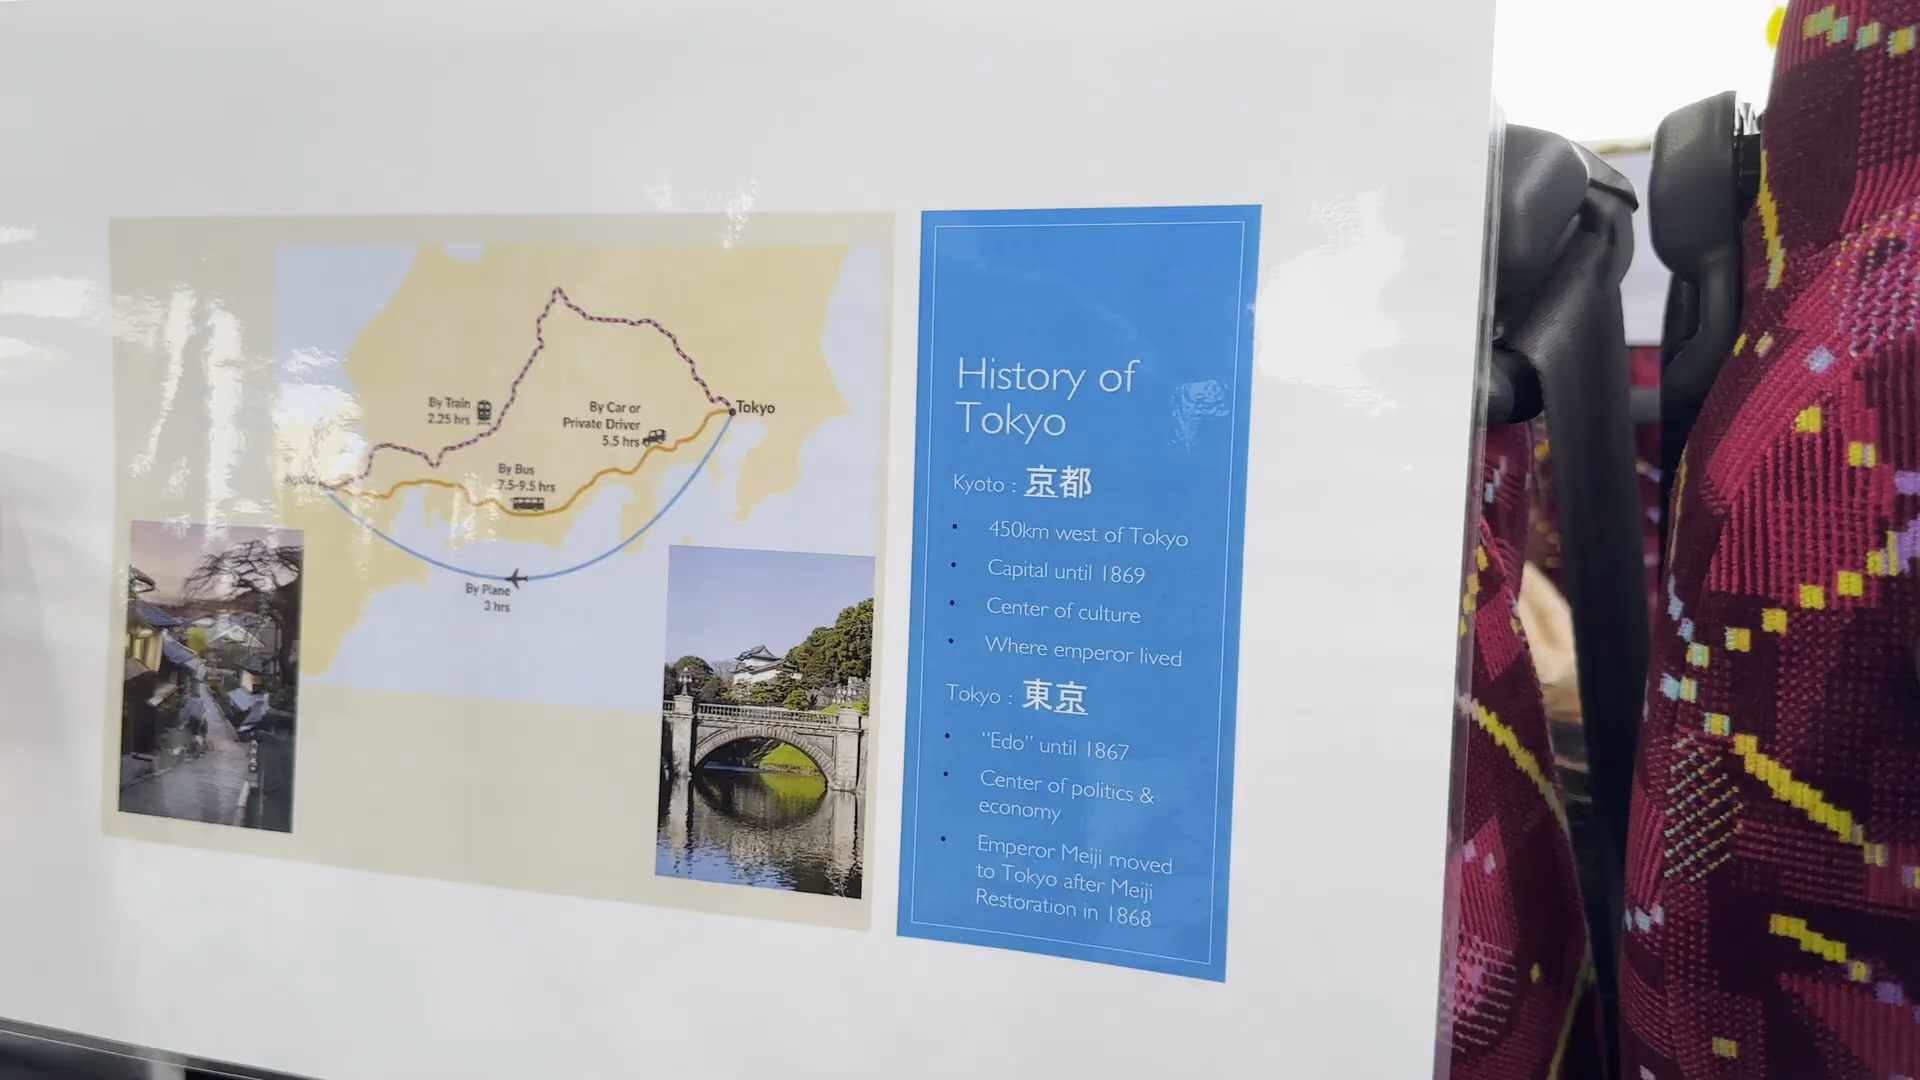 By Train
2.25 hrs
By Car or
Private Driver
5.5 hrs
Tokyo
Kyoto
By Bus
7.5-9.5 hrs
By Plane
3 hrs
History of
Tokyo
Kyoto : 京都
• 450km west of Tokyo
• Capital until 1869
• Center of culture
• Where emperor lived
Tokyo : 東京
• “Edo” until 1867
• Center of politics &
economy
• Emperor Meiji moved
to Tokyo after Meiji
Restoration in 1868